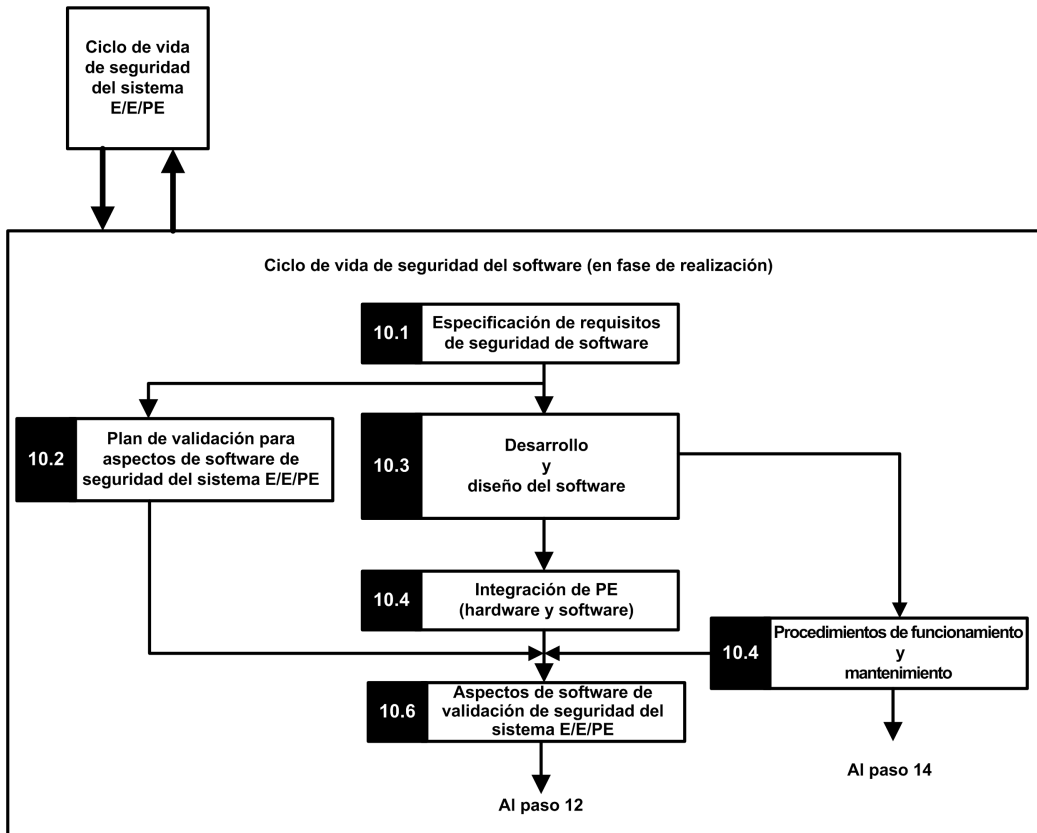 Ciclo de vida
de seguridad
del sistema
E/E/PE
Ciclo de vida de seguridad del software (en fase de realización)
10.1
Especificación de requisitos
de seguridad de software
10.2
Plan de validación para
aspectos de software de
seguridad del sistema E/E/PE
10.3
Desarrollo
y
diseño del software
10.4
Integración de PE
(hardware y software)
10.4
Procedimientos de funcionamiento
y
mantenimiento
10.6
Aspectos de software de
validación de seguridad del
sistema E/E/PE
Al paso 14
Al paso 12